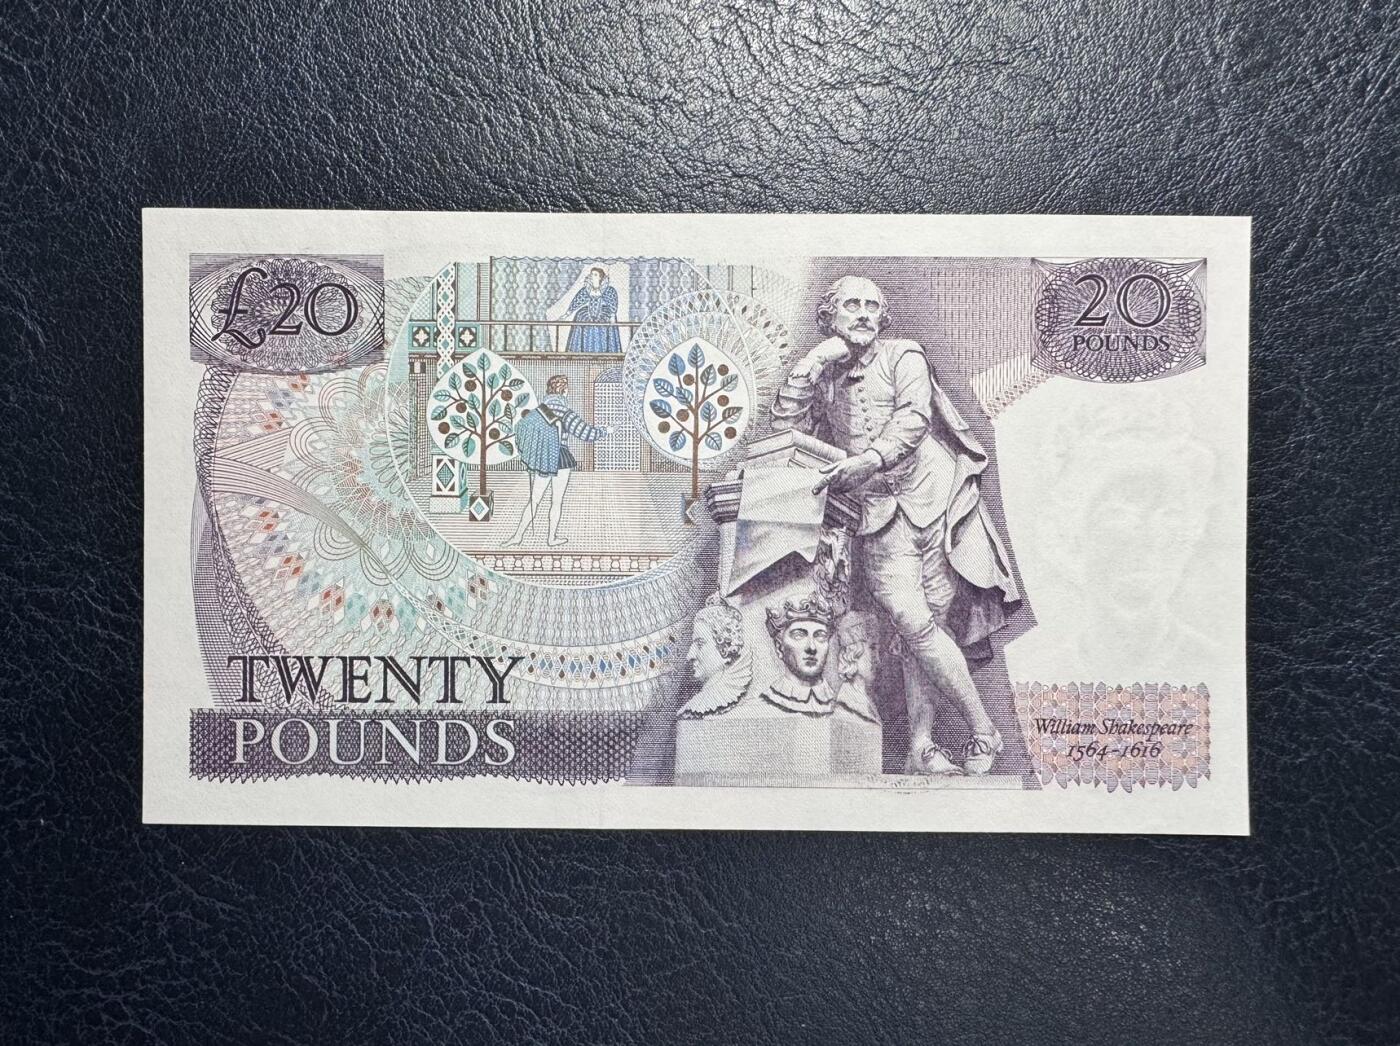 £20
20
POUNDS
TWENTY
POUNDS
William Shakespeare
1564-1616